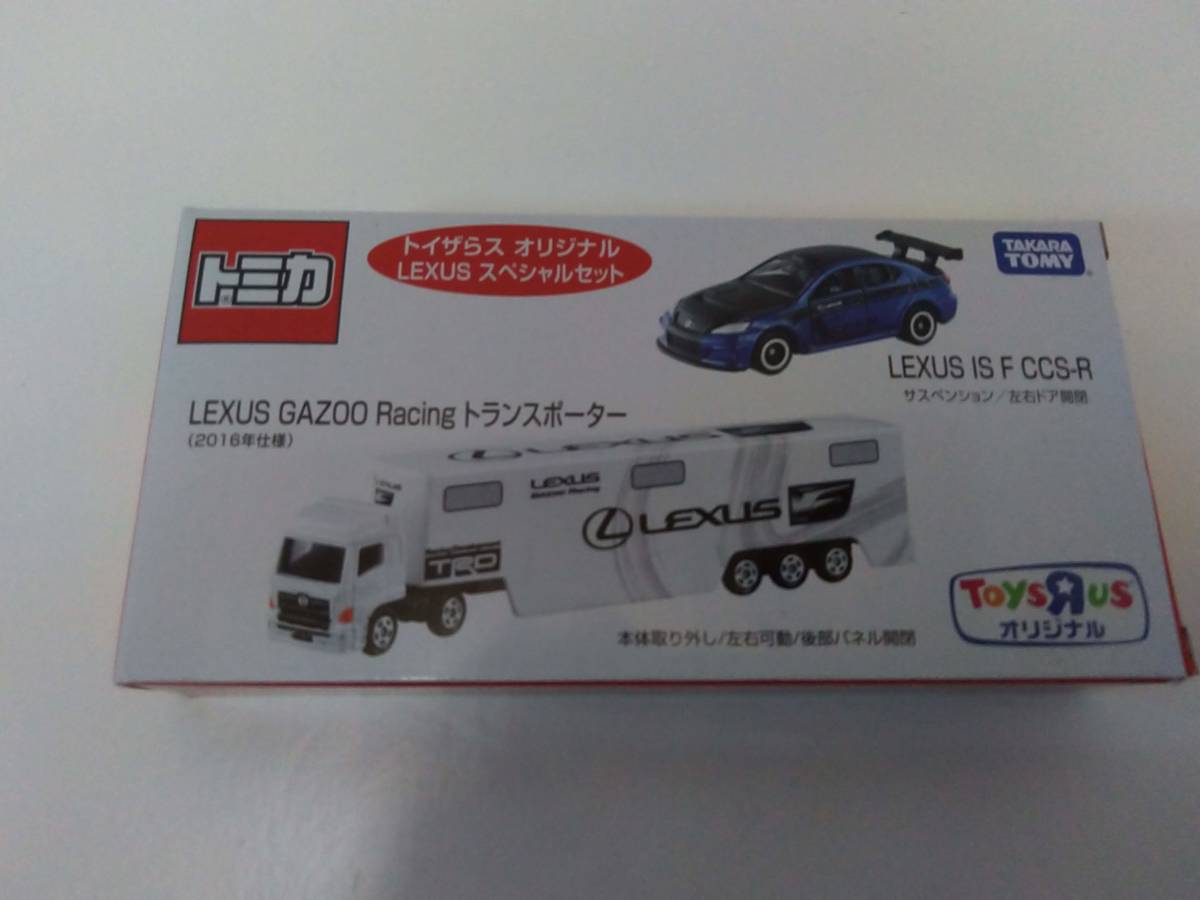 トミカ
トイザらス オリジナル
LEXUS スペシャルセット
TAKARA
TOMY
LEXUS IS F CCS-R
サスペンション/左右ドア開閉
LEXUS GAZOO Racing トランスポーター
(2016年仕様)
LEXUS
LEXUS
LEXUS
TRD
本体取り外し/左右可動/後部パネル開閉
ToysЯus
オリジナル